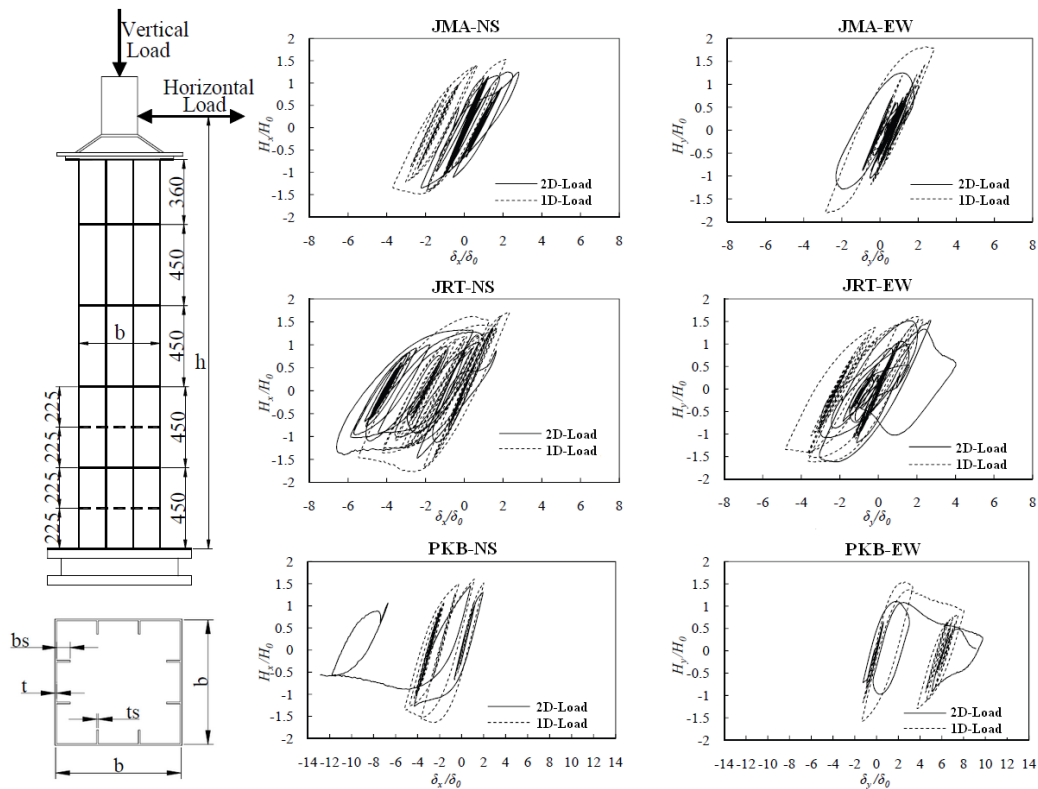 Vertical
Load
Horizontal
Load
360
450
450
450
450
b
h
225
225
225
225
bs
t
ts
b
b
JMA-NS
2
1.5
1
0.5
0
-0.5
-1
-1.5
-2
Hx/H0
2D-Load
1D-Load
-8 -6 -4 -2 0 2 4 6 8
δx/δ0
JMA-EW
2
1.5
1
0.5
0
-0.5
-1
-1.5
-2
Hy/H0
2D-Load
1D-Load
-8 -6 -4 -2 0 2 4 6 8
δy/δ0
JRT-NS
2
1.5
1
0.5
0
-0.5
-1
-1.5
-2
Hx/H0
2D-Load
1D-Load
-8 -6 -4 -2 0 2 4 6 8
δx/δ0
JRT-EW
2
1.5
1
0.5
0
-0.5
-1
-1.5
-2
Hy/H0
2D-Load
1D-Load
-8 -6 -4 -2 0 2 4 6 8
δy/δ0
PKB-NS
2
1.5
1
0.5
0
-0.5
-1
-1.5
-2
Hx/H0
2D-Load
1D-Load
-14 -12 -10 -8 -6 -4 -2 0 2 4 6 8 10 12 14
δx/δ0
PKB-EW
2
1.5
1
0.5
0
-0.5
-1
-1.5
-2
Hy/H0
2D-Load
1D-Load
-14 -12 -10 -8 -6 -4 -2 0 2 4 6 8 10 12 14
δy/δ0